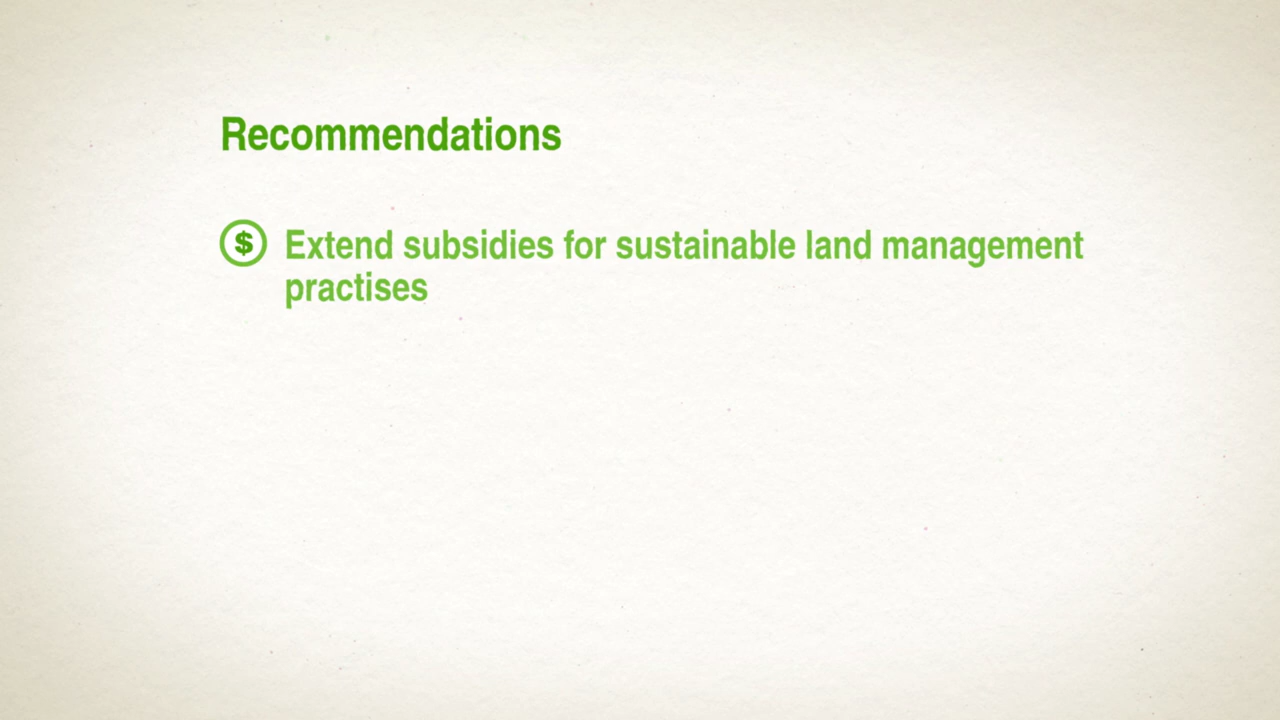 Recommendations
$ Extend subsidies for sustainable land management
practises